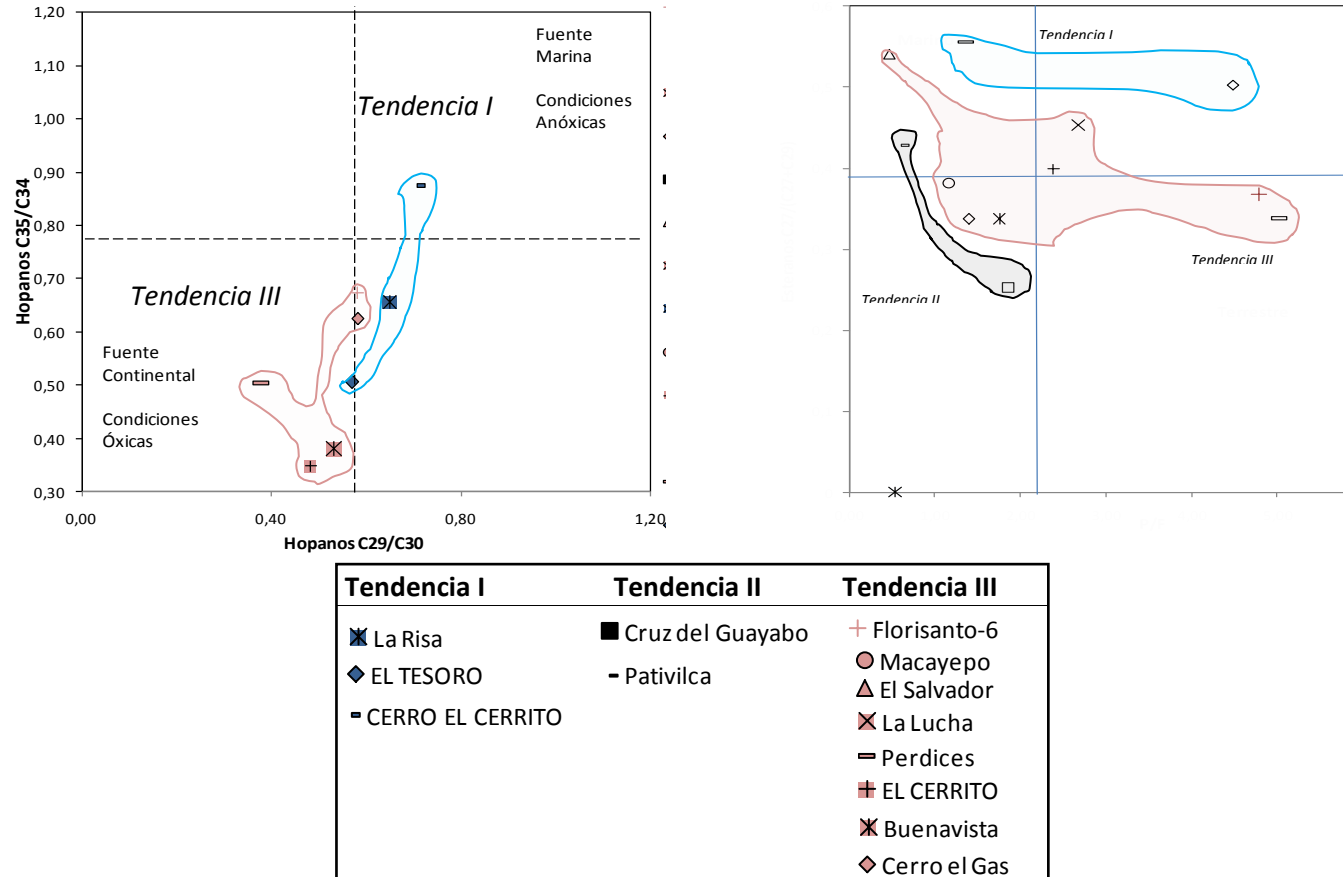 1,20
1,10
1,00
0,90
0,80
0,70
0,60
0,50
0,40
0,30
Hopanos C35/C34
Fuente
Marina
Tendencia I
Condiciones
Anóxicas
Tendencia III
Fuente
Continental
Condiciones
Óxicas
0,00
0,40
0,80
1,20
Hopanos C29/C30
Tendencia I
Tendencia II
Tendencia III
Tendencia I
La Risa
EL TESORO
CERRO EL CERRITO
Tendencia II
Cruz del Guayabo
Pativilca
Tendencia III
Florisanto-6
Macayepo
El Salvador
La Lucha
Perdices
EL CERRITO
Buenavista
Cerro el Gas